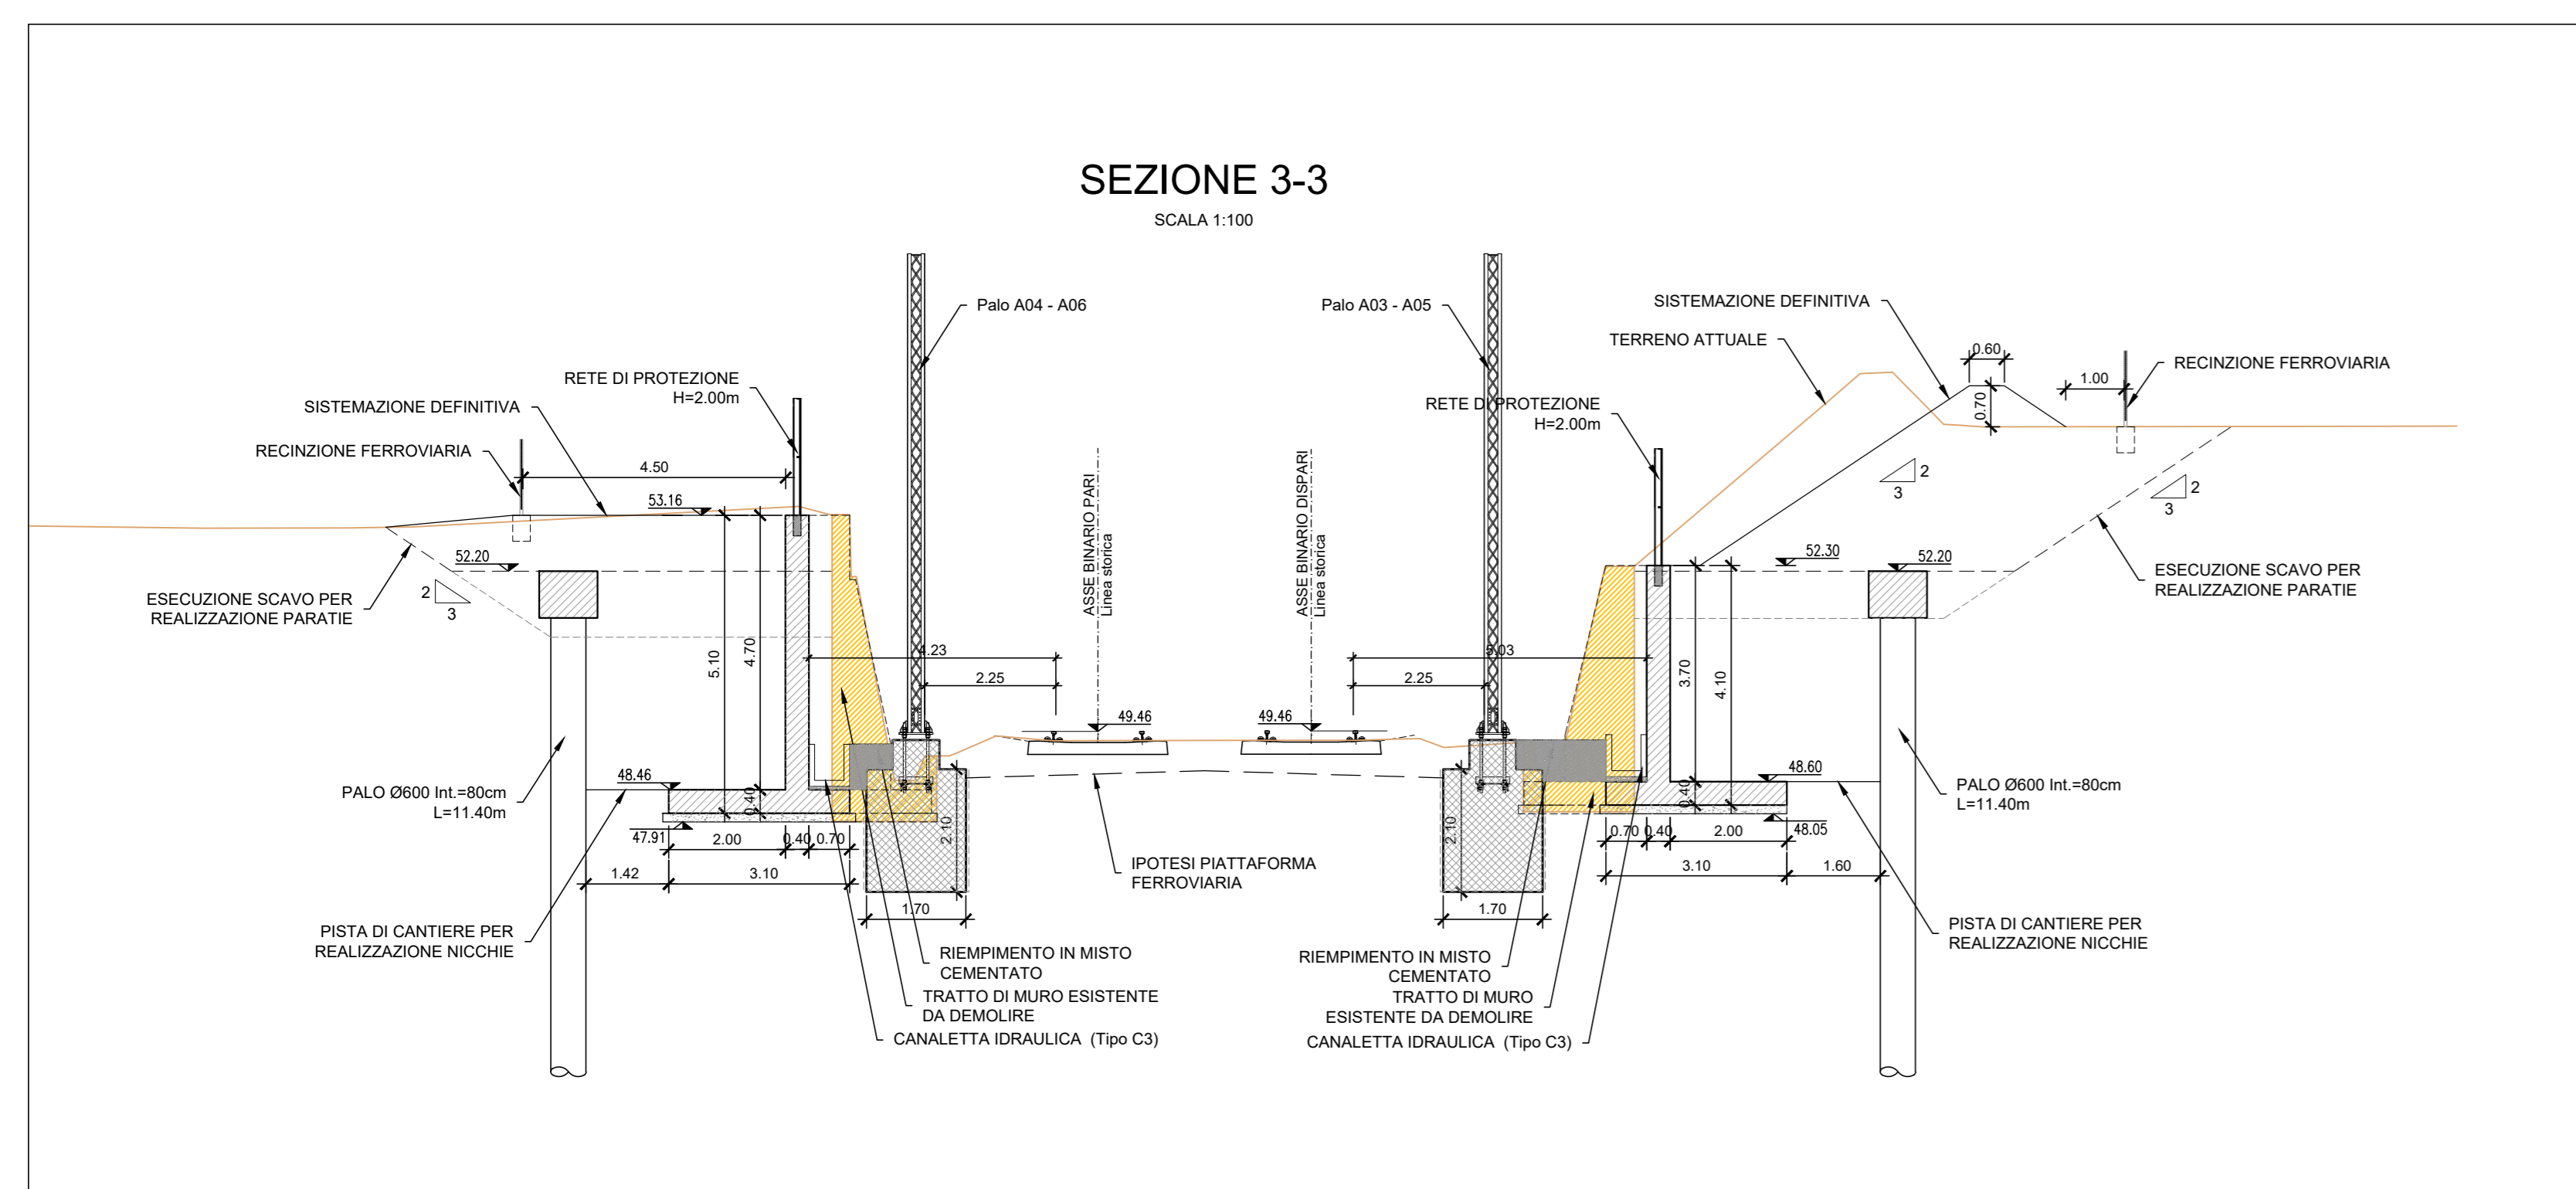 SEZIONE 3-3
SCALA 1:100
Palo A04 - A06
Palo A03 - A05
SISTEMAZIONE DEFINITIVA
TERRENO ATTUALE
0.60
RECINZIONE FERROVIARIA
1.00
0.70
RETE DI PROTEZIONE
H=2.00m
RETE DI PROTEZIONE
H=2.00m
SISTEMAZIONE DEFINITIVA
RECINZIONE FERROVIARIA
4.50
53.16
52.20
2
3
ESECUZIONE SCAVO PER
REALIZZAZIONE PARATIE
ASSE BINARIO PARI
Linea storica
ASSE BINARIO DISPARI
Linea storica
2
3
2
3
52.30
52.20
ESECUZIONE SCAVO PER
REALIZZAZIONE PARATIE
5.10
4.70
4.23
2.25
5.03
2.25
3.70
4.10
49.46
49.46
48.46
0.40
48.60
0.40
PALO Ø600 Int.=80cm
L=11.40m
PALO Ø600 Int.=80cm
L=11.40m
47.91
2.00
0.40
0.70
2.10
2.10
0.70
0.40
2.00
48.05
1.42
3.10
3.10
1.60
IPOTESI PIATTAFORMA
FERROVIARIA
1.70
1.70
PISTA DI CANTIERE PER
REALIZZAZIONE NICCHIE
PISTA DI CANTIERE PER
REALIZZAZIONE NICCHIE
RIEMPIMENTO IN MISTO
CEMENTATO
TRATTO DI MURO ESISTENTE
DA DEMOLIRE
CANALETTA IDRAULICA (Tipo C3)
RIEMPIMENTO IN MISTO
CEMENTATO
TRATTO DI MURO
ESISTENTE DA DEMOLIRE
CANALETTA IDRAULICA (Tipo C3)